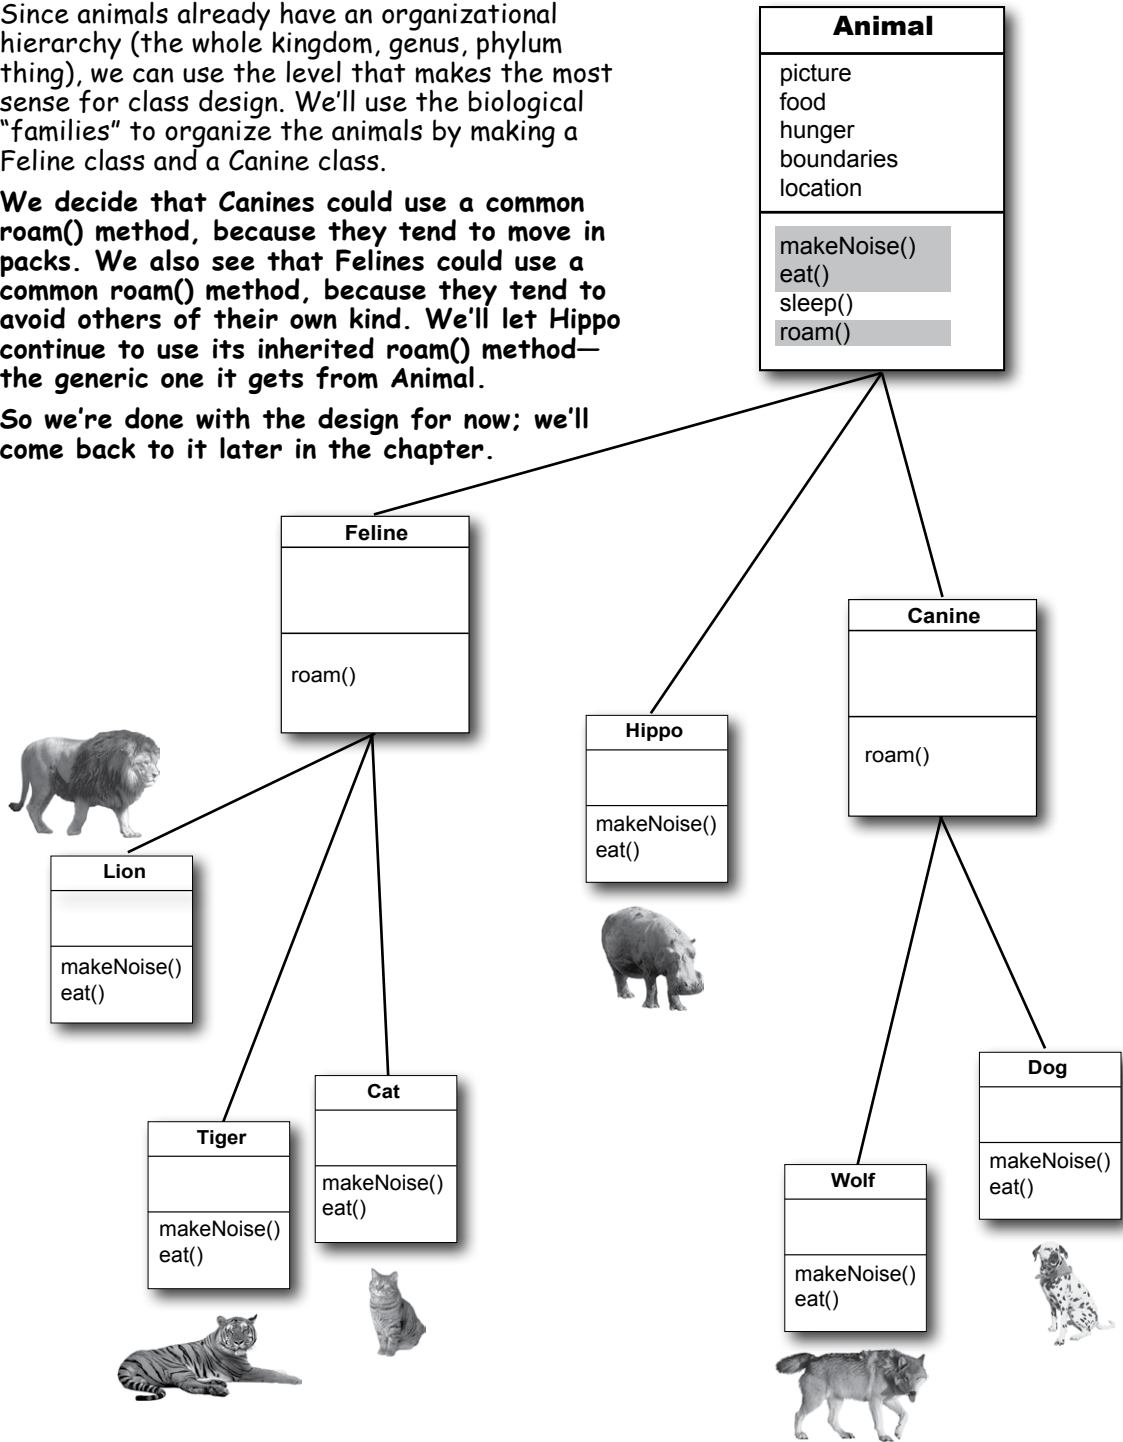 Since animals already have an organizational
hierarchy (the whole kingdom, genus, phylum
thing), we can use the level that makes the most
sense for class design. We’ll use the biological
“families” to organize the animals by making a
Feline class and a Canine class.
We decide that Canines could use a common
roam() method, because they tend to move in
packs. We also see that Felines could use a
common roam() method, because they tend to
avoid others of their own kind. We’ll let Hippo
continue to use its inherited roam() method—
the generic one it gets from Animal.
So we’re done with the design for now; we’ll
come back to it later in the chapter.
Animal
picture
food
hunger
boundaries
location
makeNoise()
eat()
sleep()
roam()
Feline
roam()
Canine
roam()
Hippo
makeNoise()
eat()
Lion
makeNoise()
eat()
Tiger
makeNoise()
eat()
Cat
makeNoise()
eat()
Wolf
makeNoise()
eat()
Dog
makeNoise()
eat()